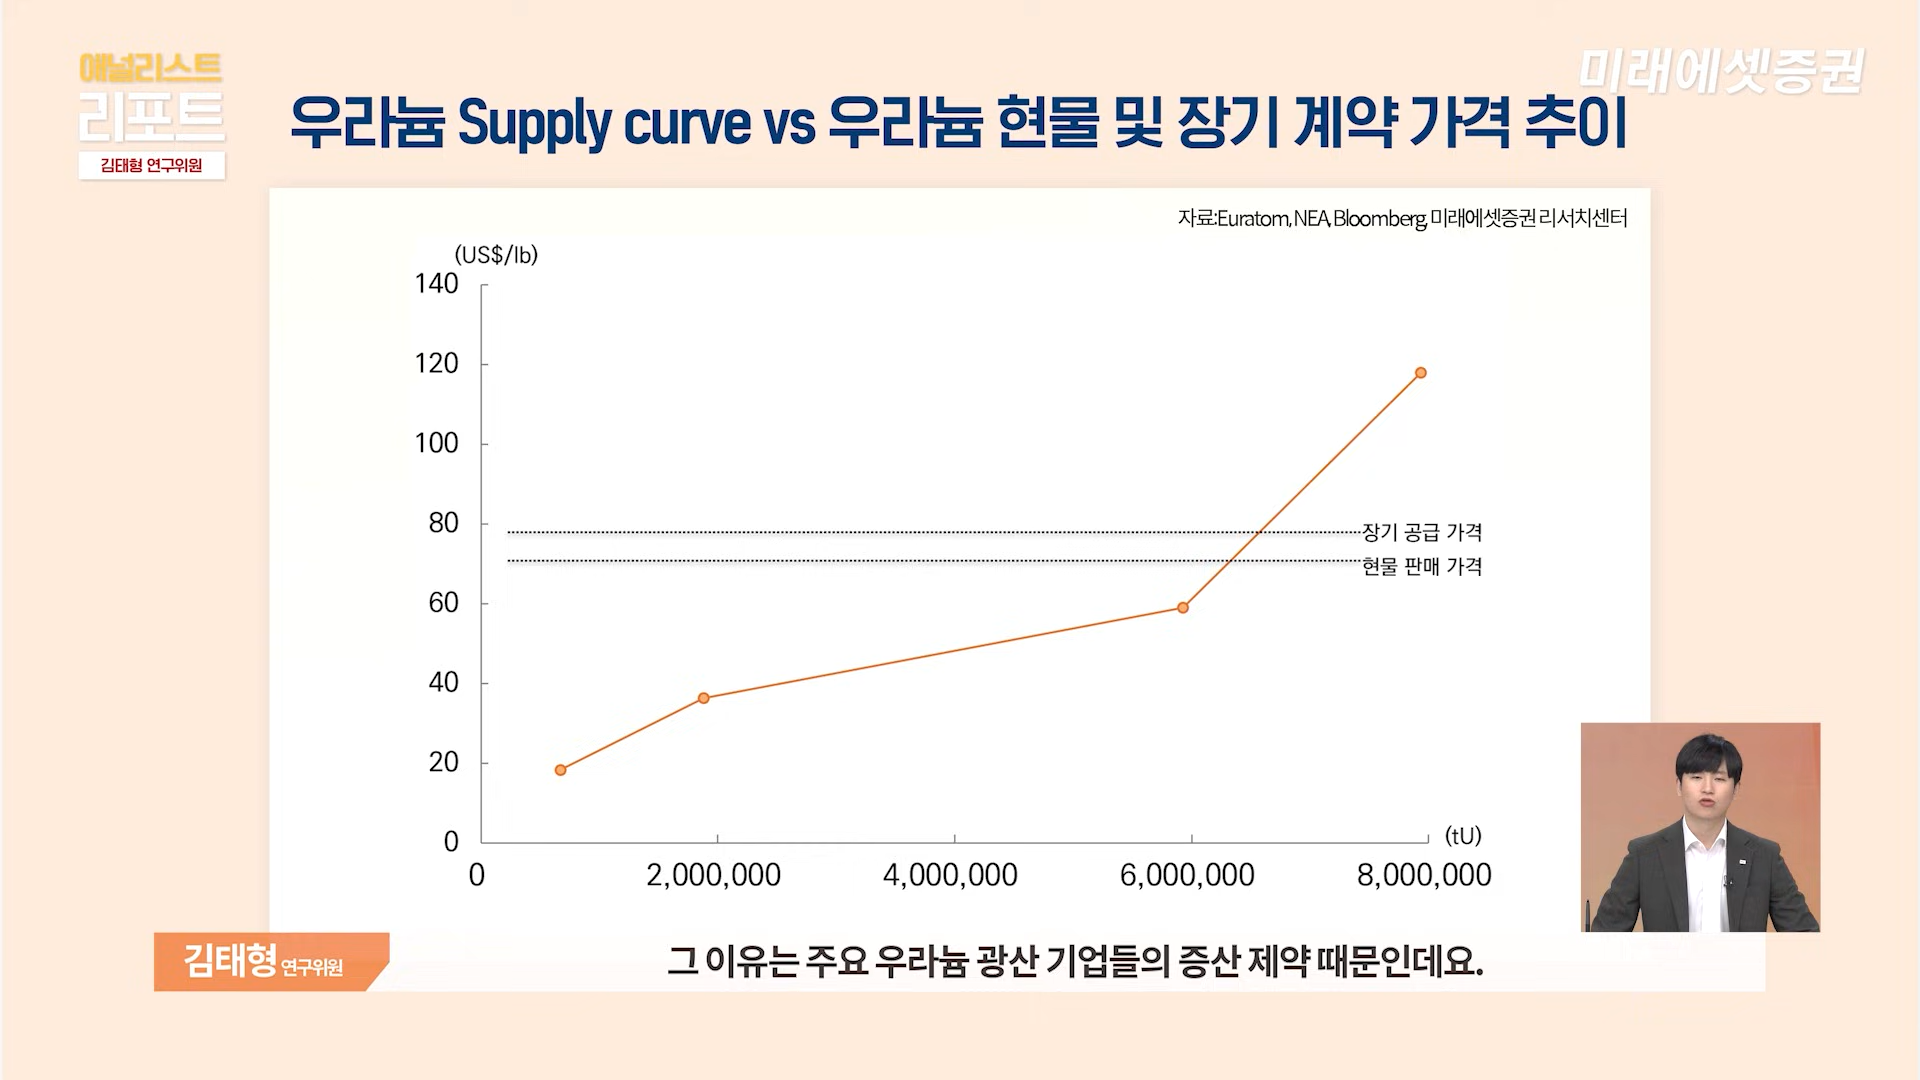 애널리스트
리포트
김태형 연구위원
미래에셋증권
우라늄 Supply curve vs 우라늄 현물 및 장기 계약 가격 추이
자료:Euratom, NEA, Bloomberg, 미래에셋증권 리서치센터
(US$/lb)
140
120
100
80
60
40
20
0
장기 공급 가격
현물 판매 가격
(tU)
0 2,000,000 4,000,000 6,000,000 8,000,000
김태형 연구위원
그 이유는 주요 우라늄 광산 기업들의 증산 제약 때문인데요.